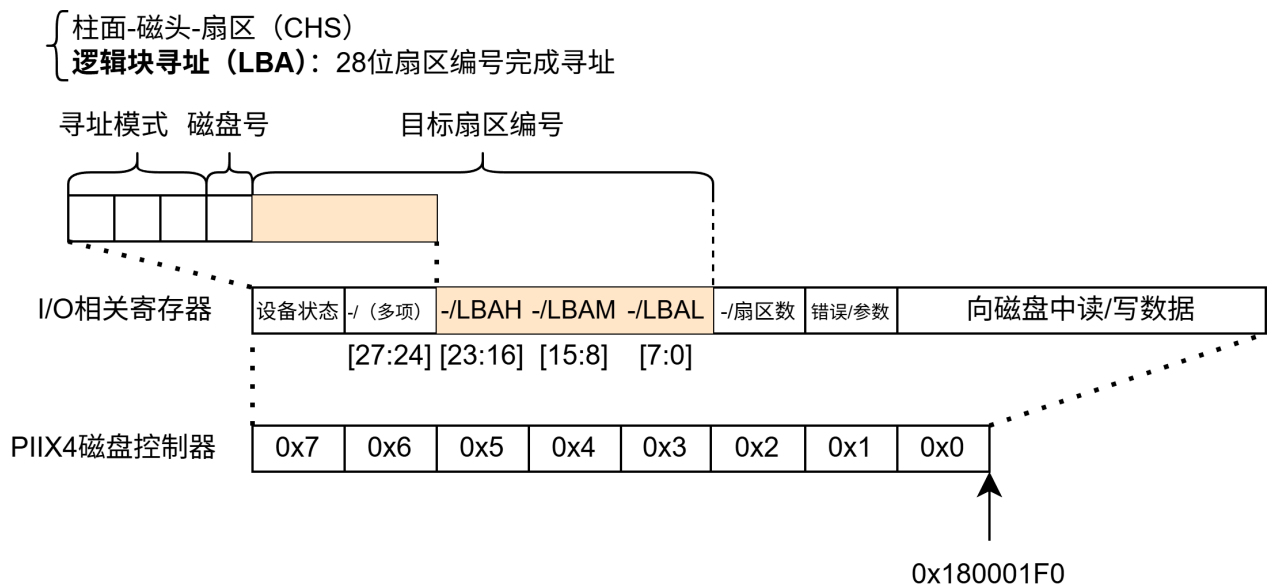 柱面-磁头-扇区（CHS）
逻辑块寻址（LBA）：28位扇区编号完成寻址
寻址模式 磁盘号 目标扇区编号
I/O相关寄存器 设备状态 -/（多项） -/LBAH -/LBAM -/LBAL -/扇区数 错误/参数 向磁盘中读/写数据
[27:24] [23:16] [15:8] [7:0]
PIIX4磁盘控制器 0x7 0x6 0x5 0x4 0x3 0x2 0x1 0x0
0x180001F0